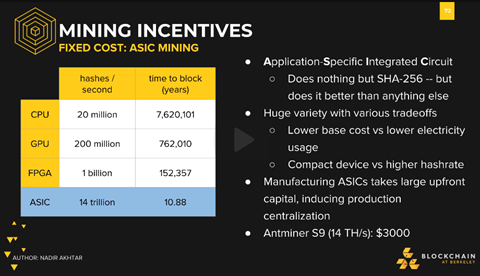 72
MINING INCENTIVES
FIXED COST: ASIC MINING
hashes / second
time to block (years)
CPU 20 million 7,620,101
GPU 200 million 762,010
FPGA 1 billion 152,357
ASIC 14 trillion 10.88
● Application-Specific Integrated Circuit
○ Does nothing but SHA-256 -- but
does it better than anything else
● Huge variety with various tradeoffs
○ Lower base cost vs lower electricity
usage
○ Compact device vs higher hashrate
● Manufacturing ASICs takes large upfront
capital, inducing production
centralization
● Antminer S9 (14 TH/s): $3000
AUTHOR: NADIR AKHTAR
BLOCKCHAIN
AT BERKELEY